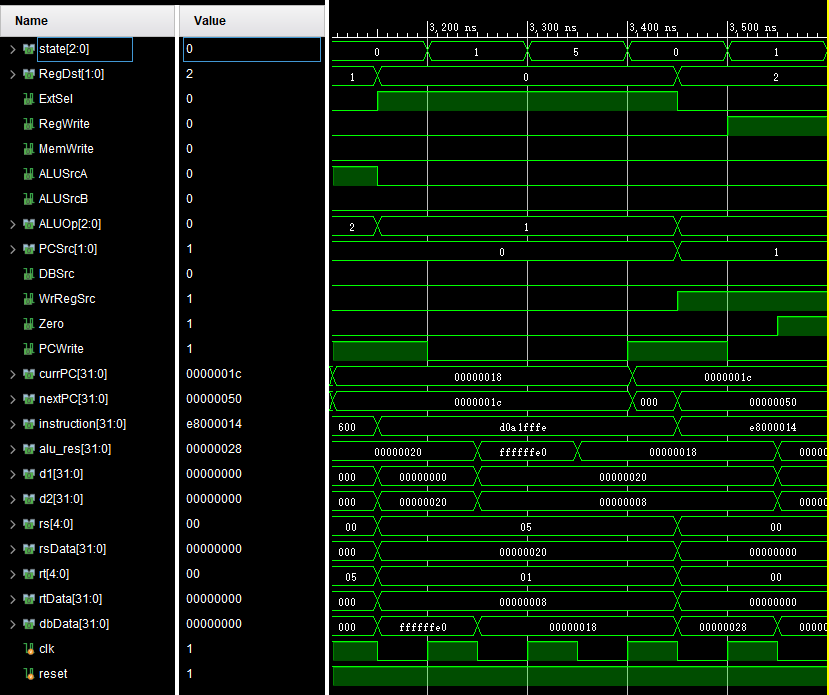 Name Value 3,200 ns 3,300 ns 3,400 ns 3,500 ns
state[2:0] 0 0 1 5 0 1
RegDst[1:0] 2 1 0 2
ExtSel 0
RegWrite 0
MemWrite 0
ALUSrcA 0
ALUSrcB 0
ALUOp[2:0] 0 2 1
PCSrc[1:0] 1 0 1
DBSrc 0
WrRegSrc 1
Zero 1
PCWrite 1
currPC[31:0] 0000001c 00000018 0000001c
nextPC[31:0] 00000050 0000001c 000 00000050
instruction[31:0] e8000014 600 d0a1fffe e8000014
alu_res[31:0] 00000028 00000020 ffffffe0 00000018 00000
d1[31:0] 00000000 000 00000000 00000020
d2[31:0] 00000000 000 00000020 00000008 00000
rs[4:0] 00 00 05 00
rsData[31:0] 00000000 000 00000020 00000000
rt[4:0] 00 05 01 00
rtData[31:0] 00000000 000 00000008 00000000
dbData[31:0] 00000000 000 ffffffe0 00000018 00000028 00000
clk 1
reset 1